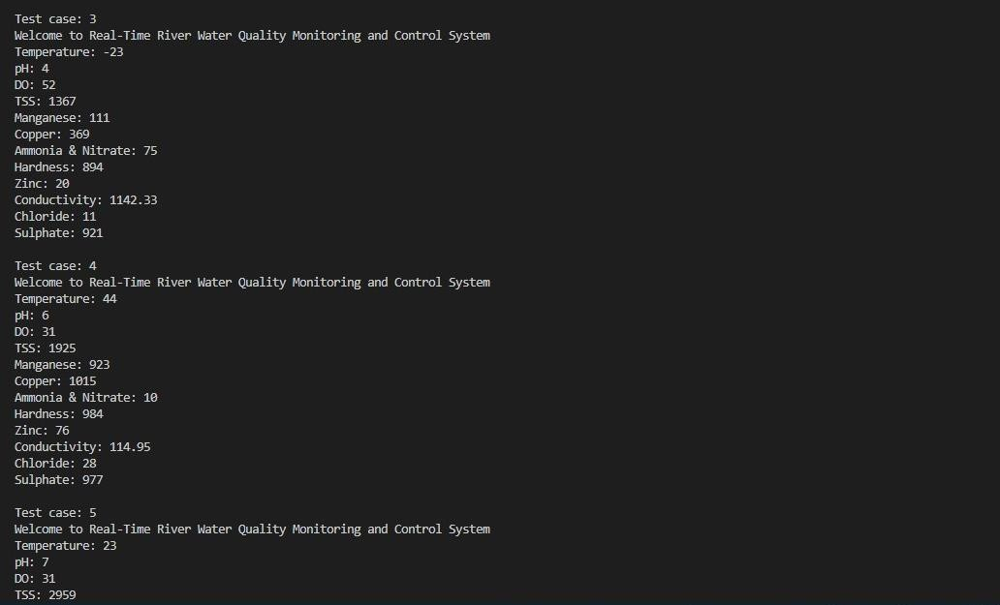 Test case: 3
Welcome to Real-Time River Water Quality Monitoring and Control System
Temperature: -23
pH: 4
DO: 52
TSS: 1367
Manganese: 111
Copper: 369
Ammonia & Nitrate: 75
Hardness: 894
Zinc: 20
Conductivity: 1142.33
Chloride: 11
Sulphate: 921
Test case: 4
Welcome to Real-Time River Water Quality Monitoring and Control System
Temperature: 44
pH: 6
DO: 31
TSS: 1925
Manganese: 923
Copper: 1015
Ammonia & Nitrate: 10
Hardness: 984
Zinc: 76
Conductivity: 114.95
Chloride: 28
Sulphate: 977
Test case: 5
Welcome to Real-Time River Water Quality Monitoring and Control System
Temperature: 23
pH: 7
DO: 31
TSS: 2959